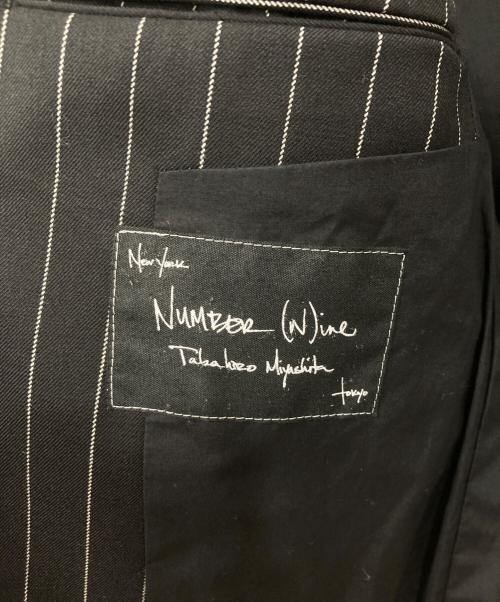 New York
NUMBER (N)ine
Takahiro Miyashita
tokyo